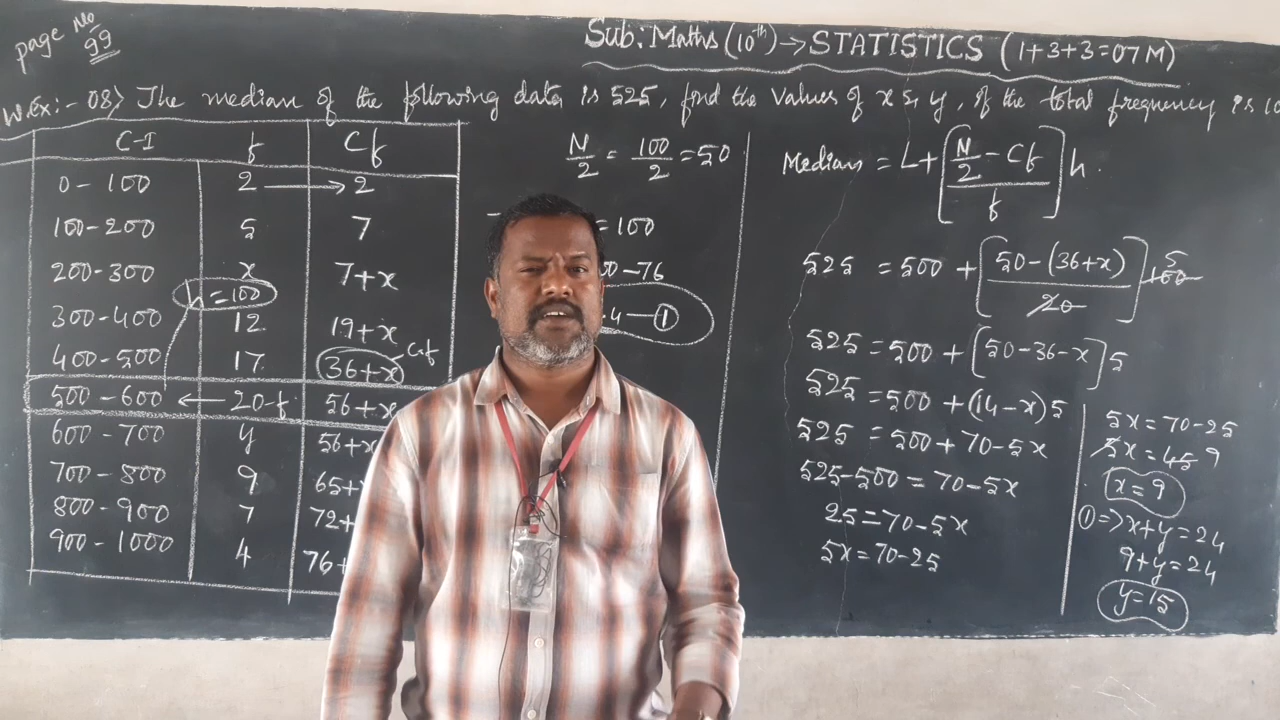 page No 99
Sub: Maths (10th) → STATISTICS (1+3+3=07M)
W.Ex:- 08) The median of the following data is 525, find the values of x & y, if the total frequency is 10
C-I f Cf
0-100 2 → 2
100-200 5 7
200-300 x 7+x
h=100
300-400 12 19+x
400-500 17 36+x Cf
500-600 ← 20-f 56+x
600-700 y 56+x
700-800 9 65+
800-900 7 72+
900-1000 4 76+
N/2 = 100/2 = 50
= 100
0-76
4 — ①
Median = L + [(N/2 - Cf)/f] h.
525 = 500 + [(50-(36+x))/20] 100 5
525 = 500 + [50-36-x] 5
525 = 500 + (14-x) 5
525 = 500 + 70 - 5x
525-500 = 70-5x
25 = 70-5x
5x = 70-25
5x = 70-25
5x = 45 9
x = 9
① ⇒ x+y = 24
9+y = 24
y = 15